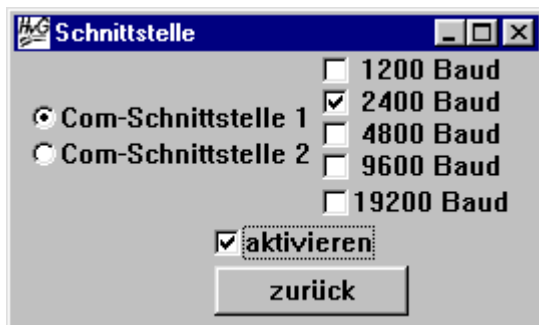 HvG Schnittstelle
1200 Baud
2400 Baud
Com-Schnittstelle 1
4800 Baud
Com-Schnittstelle 2
9600 Baud
19200 Baud
aktivieren
zurück